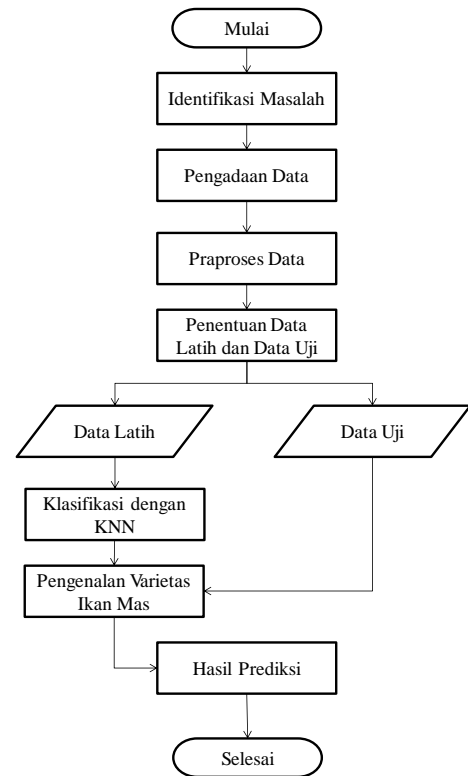 Mulai
Identifikasi Masalah
Pengadaan Data
Praproses Data
Penentuan Data
Latih dan Data Uji
Data Latih
Data Uji
Klasifikasi dengan
KNN
Pengenalan Varietas
Ikan Mas
Hasil Prediksi
Selesai